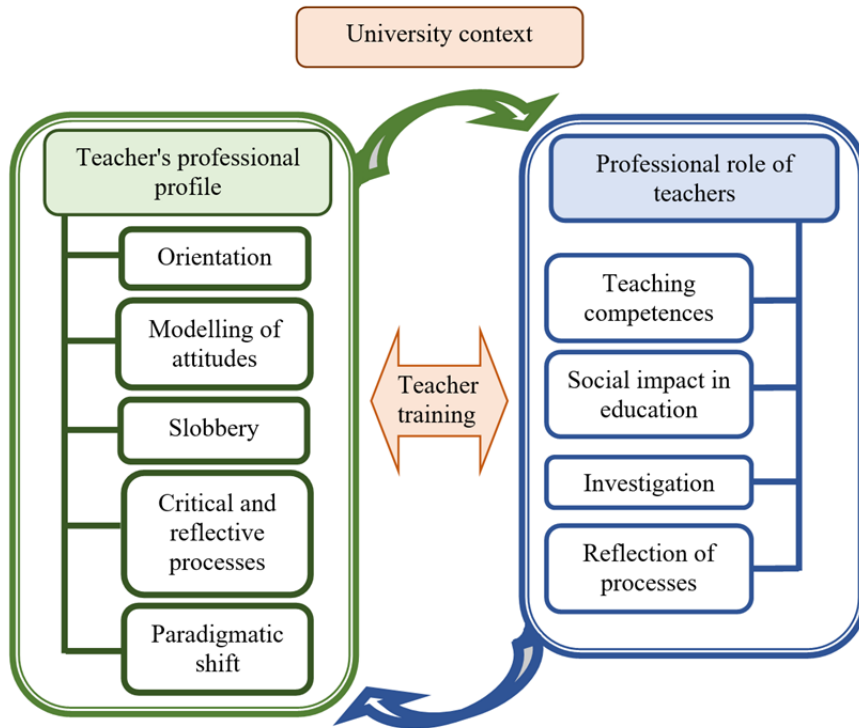 University context
Teacher's professional
profile
Orientation
Modelling of
attitudes
Slobbery
Critical and
reflective
processes
Paradigmatic
shift
Teacher
training
Professional role of
teachers
Teaching
competences
Social impact in
education
Investigation
Reflection of
processes